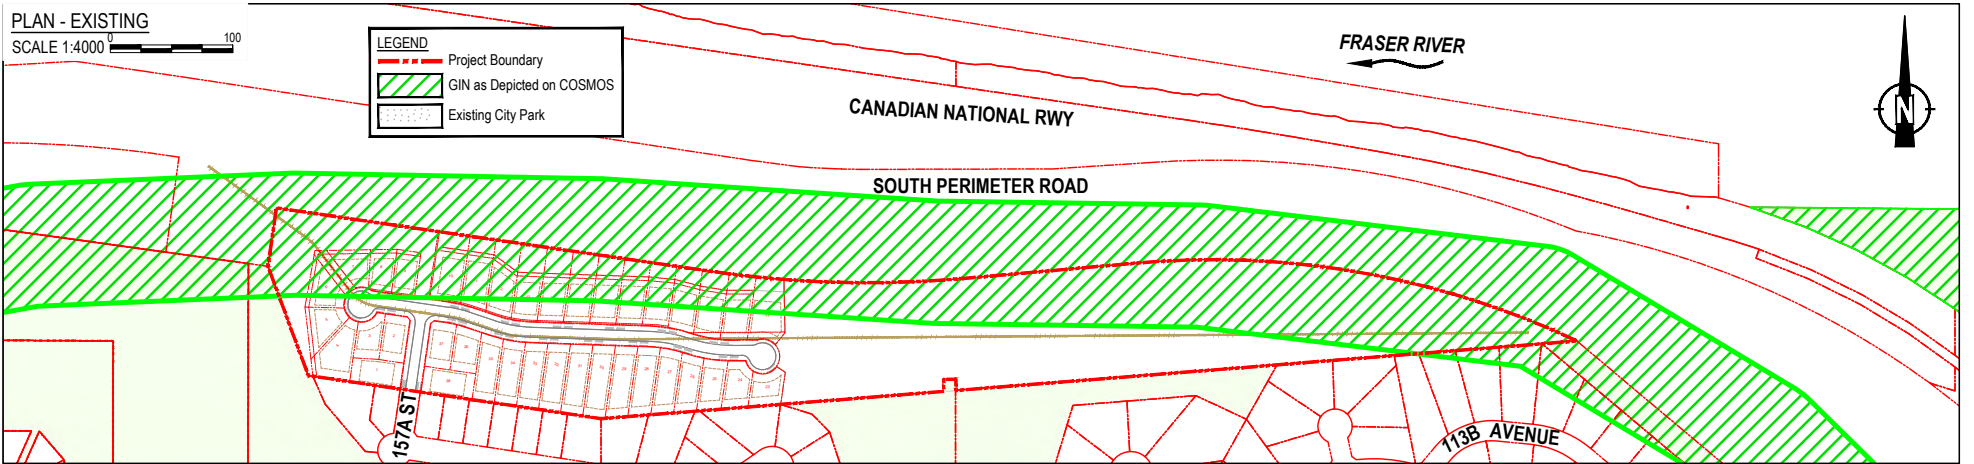 PLAN - EXISTING
SCALE 1:4000
0
100
LEGEND
Project Boundary
GIN as Depicted on COSMOS
Existing City Park
FRASER RIVER
N
CANADIAN NATIONAL RWY
SOUTH PERIMETER ROAD
157A ST
113B AVENUE